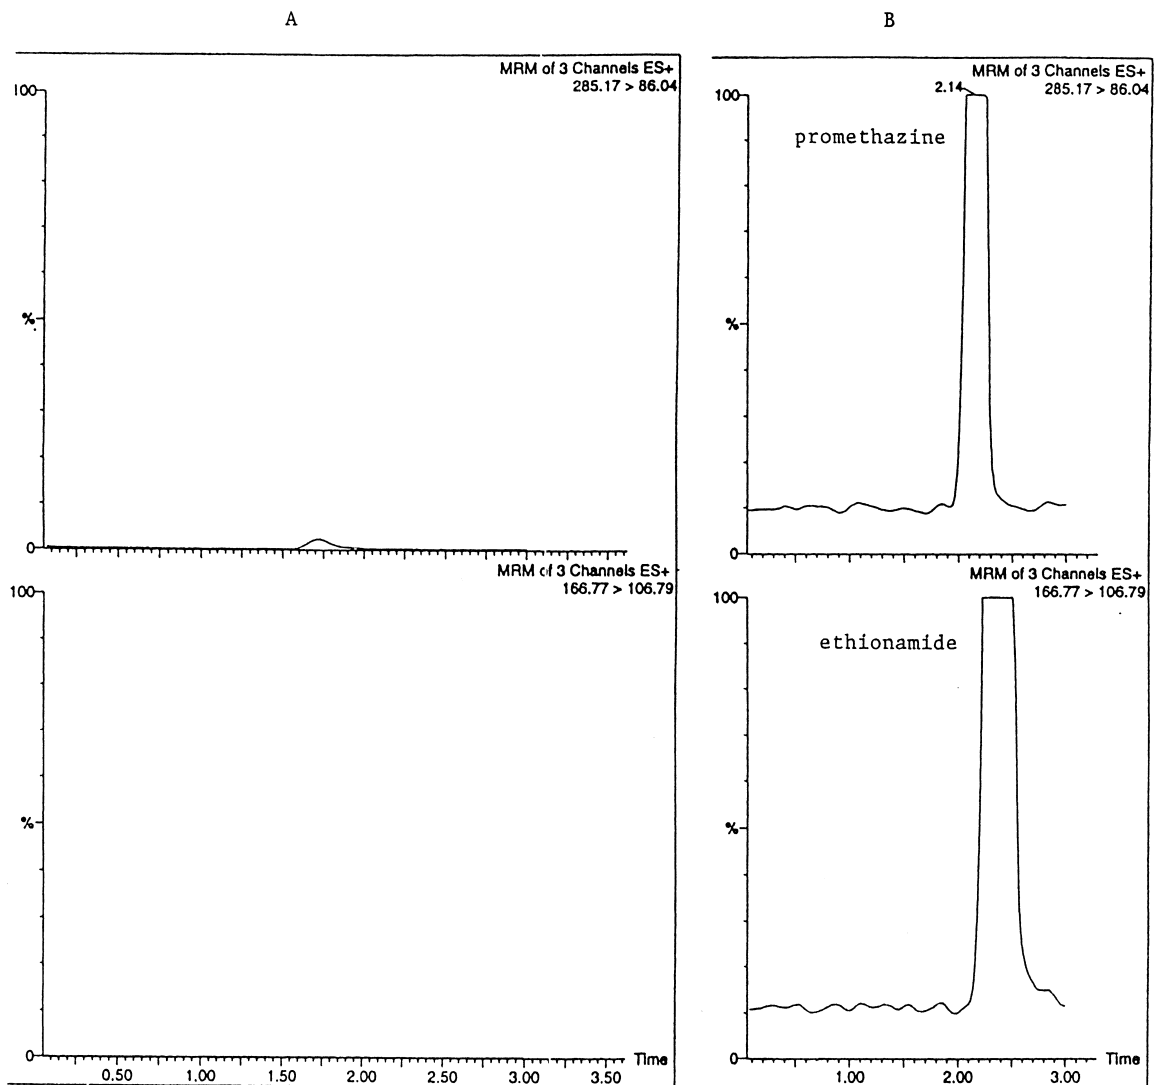 A
MRM of 3 Channels ES+
285.17 > 86.04
100
%
0
MRM of 3 Channels ES+
166.77 > 106.79
100
%
0
Time
0.50 1.00 1.50 2.00 2.50 3.00 3.50
B
MRM of 3 Channels ES+
285.17 > 86.04
2.14
100
promethazine
%
0
MRM of 3 Channels ES+
166.77 > 106.79
100
ethionamide
%
0
Time
1.00 2.00 3.00